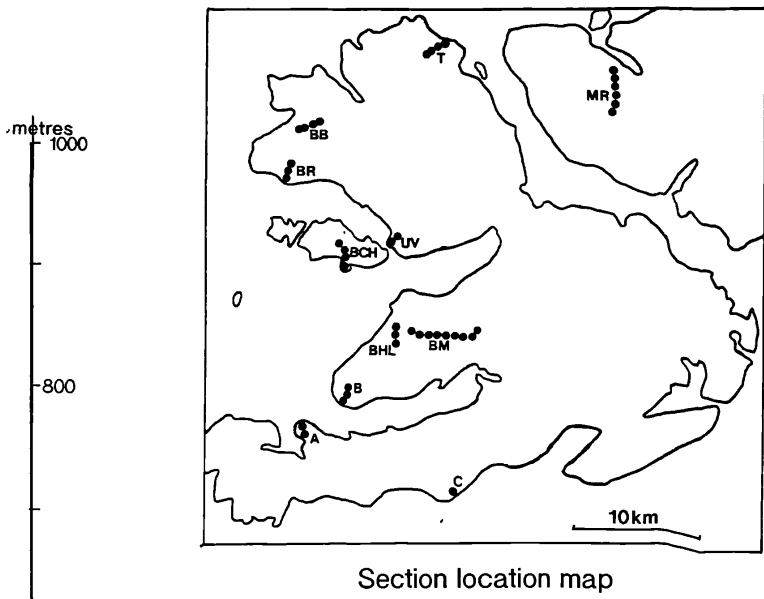 metres
1000
800
T
MR
BB
BR
UV
BCH
BHL
BM
B
A
C
10km
Section location map